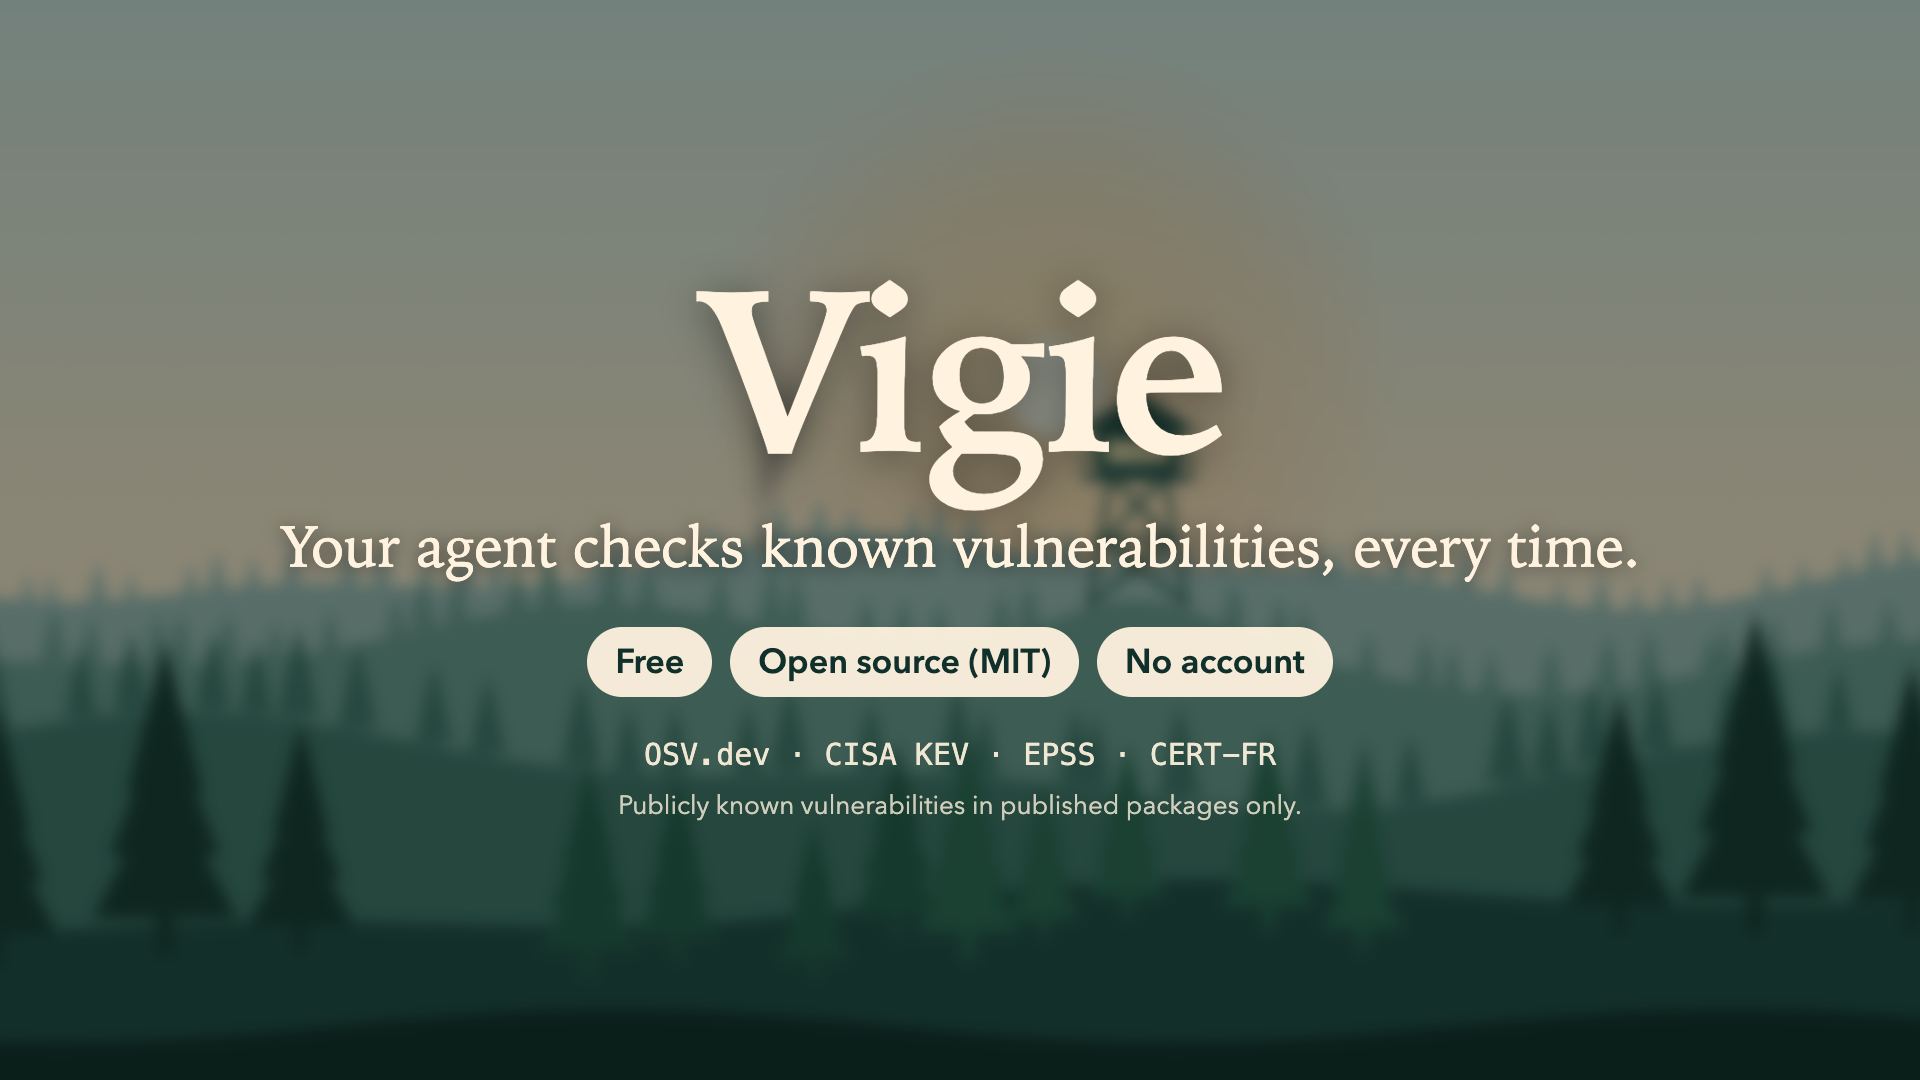 Vigie
Your agent checks known vulnerabilities, every time.
Free Open source (MIT) No account
OSV.dev · CISA KEV · EPSS · CERT-FR
Publicly known vulnerabilities in published packages only.